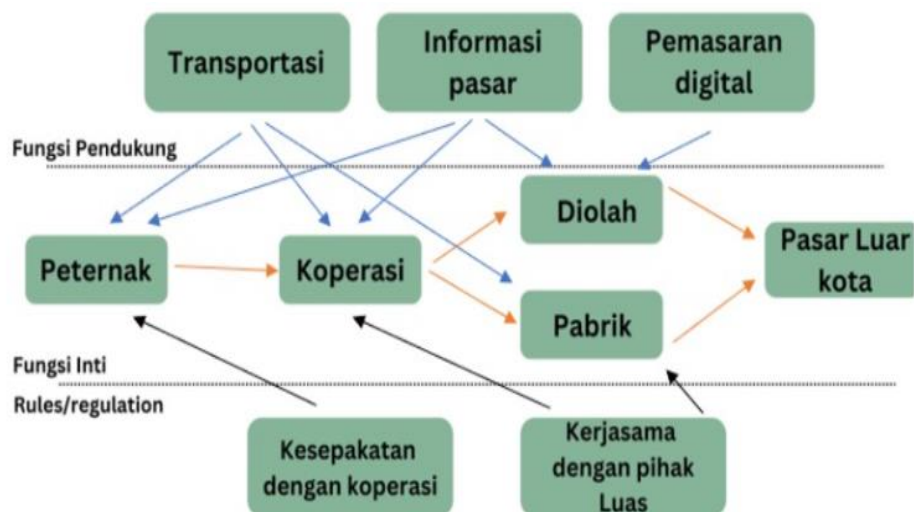 Transportasi
Informasi
pasar
Pemasaran
digital
Fungsi Pendukung
Diolah
Peternak
Koperasi
Pasar Luar
kota
Pabrik
Fungsi Inti
Rules/regulation
Kesepakatan
dengan koperasi
Kerjasama
dengan pihak
Luas